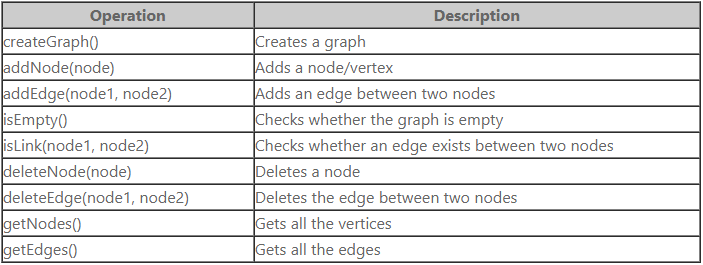 Operation Description
createGraph() Creates a graph
addNode(node) Adds a node/vertex
addEdge(node1, node2) Adds an edge between two nodes
isEmpty() Checks whether the graph is empty
isLink(node1, node2) Checks whether an edge exists between two nodes
deleteNode(node) Deletes a node
deleteEdge(node1, node2) Deletes the edge between two nodes
getNodes() Gets all the vertices
getEdges() Gets all the edges